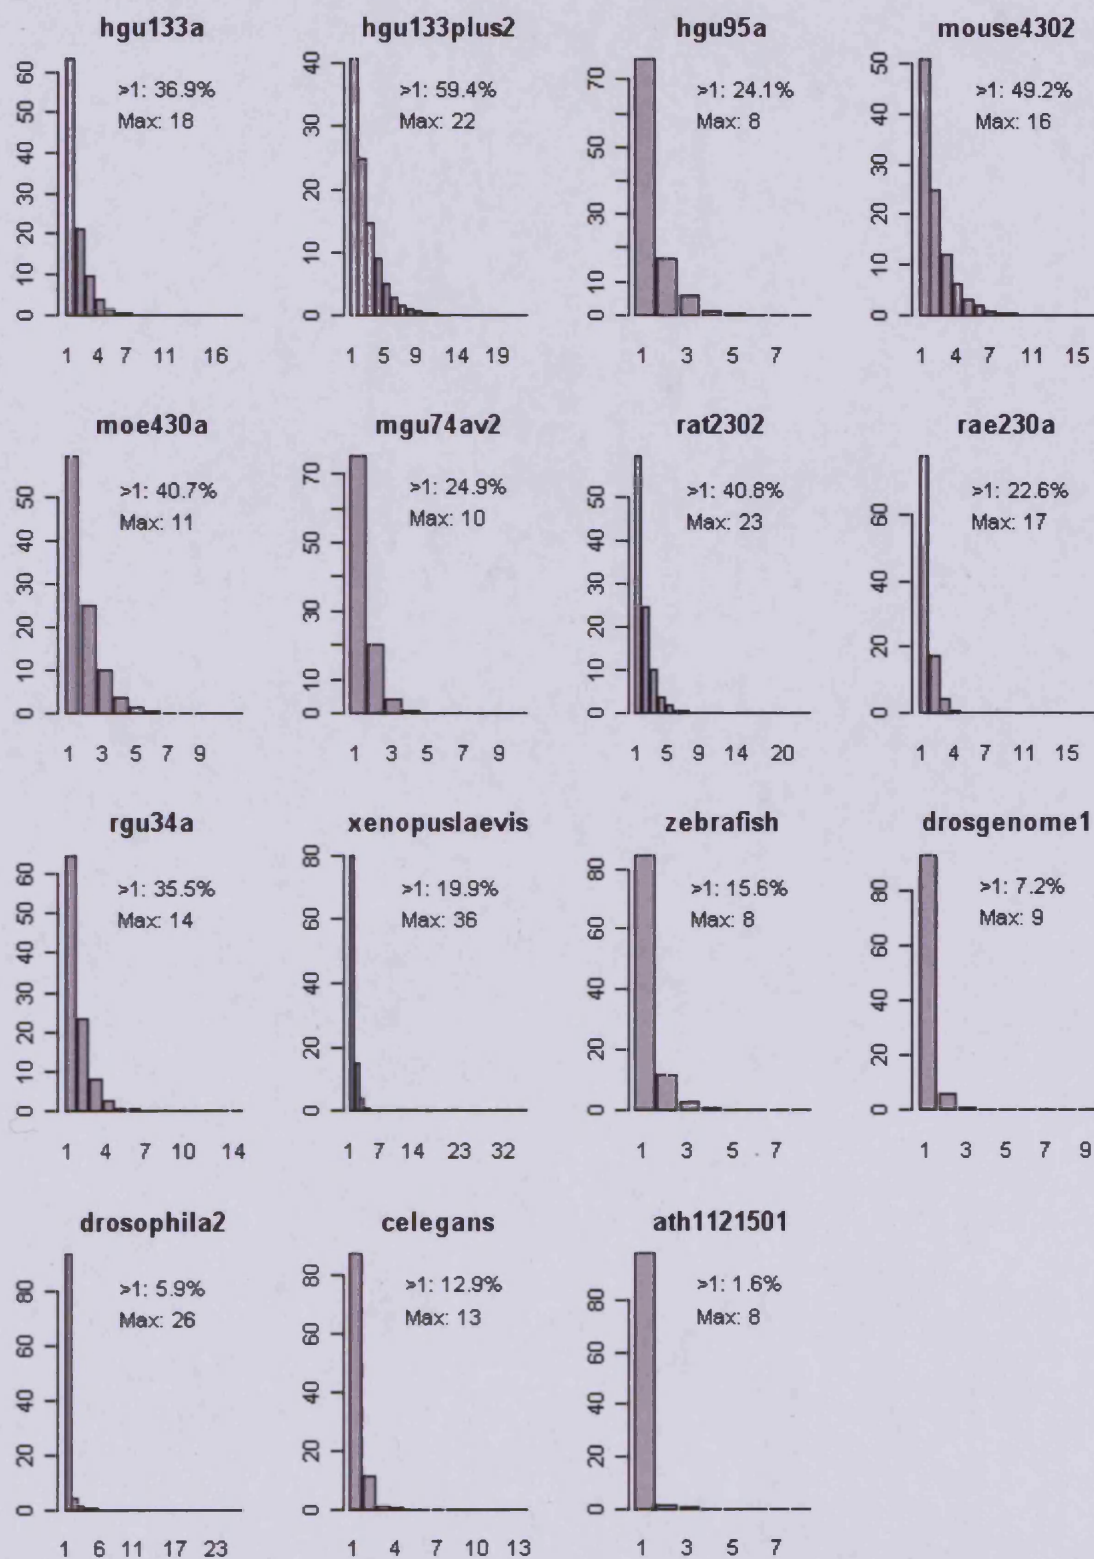 hgu133a
>1: 36.9%
Max: 18
0 10 20 30 40 50 60
1 4 7 11 16
hgu133plus2
>1: 59.4%
Max: 22
0 10 20 30 40
1 5 9 14 19
hgu95a
>1: 24.1%
Max: 8
0 10 30 50 70
1 3 5 7
mouse4302
>1: 49.2%
Max: 16
0 10 20 30 40 50
1 4 7 11 15
moe430a
>1: 40.7%
Max: 11
0 10 20 30 40 50
1 3 5 7 9
mgu74av2
>1: 24.9%
Max: 10
0 10 30 50 70
1 3 5 7 9
rat2302
>1: 40.8%
Max: 23
0 10 20 30 40 50
1 5 9 14 20
rae230a
>1: 22.6%
Max: 17
0 20 40 60
1 4 7 11 15
rgu34a
>1: 35.5%
Max: 14
0 10 20 30 40 50 60
1 4 7 10 14
xenopuslaevis
>1: 19.9%
Max: 36
0 20 40 60 80
1 7 14 23 32
zebrafish
>1: 15.6%
Max: 8
0 20 40 60 80
1 3 5 7
drosgenome1
>1: 7.2%
Max: 9
0 20 40 60 80
1 3 5 7 9
drosophila2
>1: 5.9%
Max: 26
0 20 40 60 80
1 6 11 17 23
celegans
>1: 12.9%
Max: 13
0 20 40 60 80
1 4 7 10 13
ath1121501
>1: 1.6%
Max: 8
0 20 40 60 80
1 3 5 7